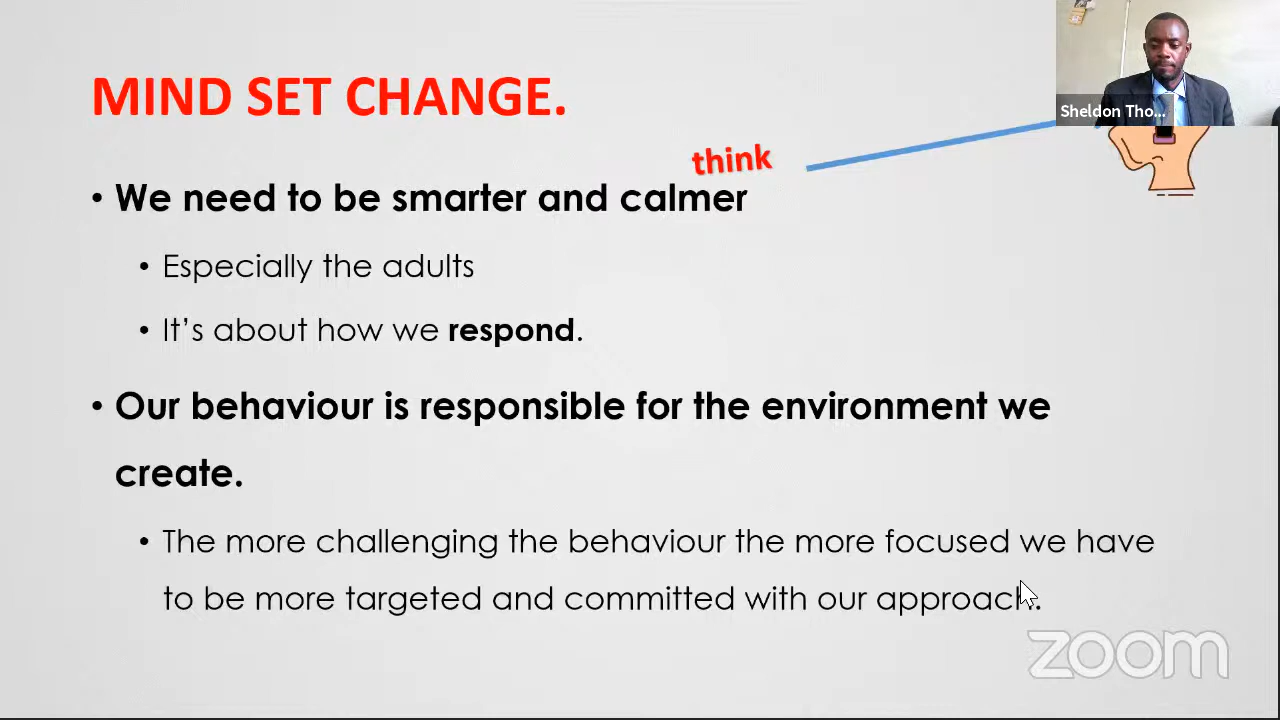 MIND SET CHANGE.
Sheldon Tho...
think
• We need to be smarter and calmer
• Especially the adults
• It’s about how we respond.
• Our behaviour is responsible for the environment we
create.
• The more challenging the behaviour the more focused we have
to be more targeted and committed with our approach.
zoom